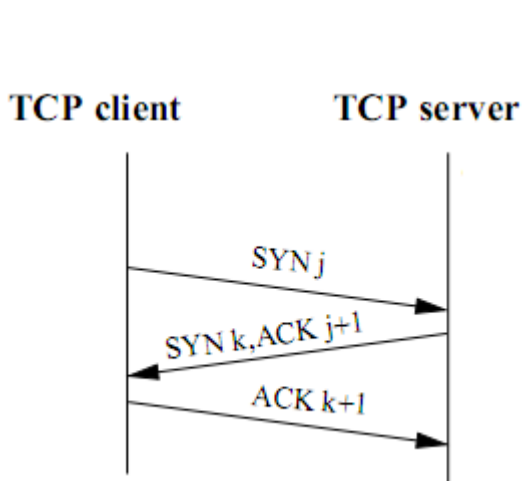 TCP client
TCP server
SYN j
SYN k,ACK j+1
ACK k+1